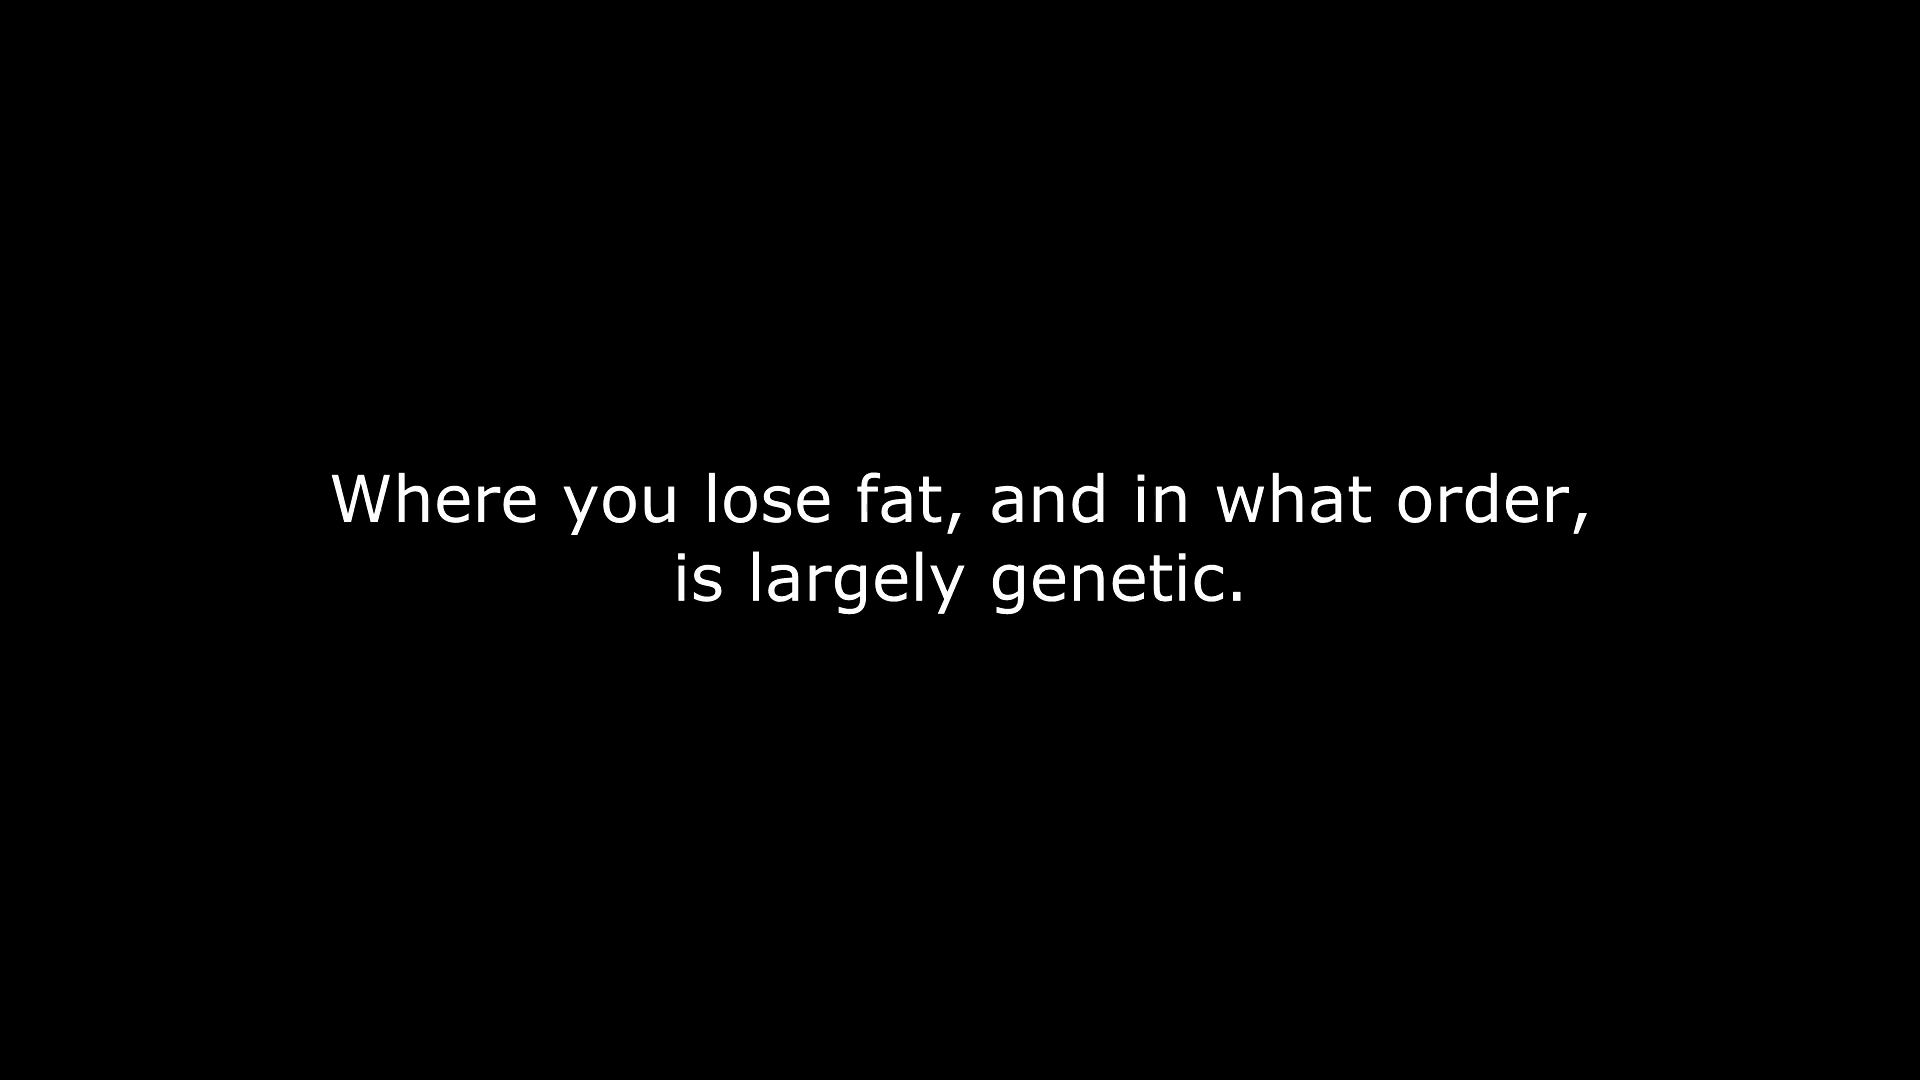 Where you lose fat, and in what order,
is largely genetic.